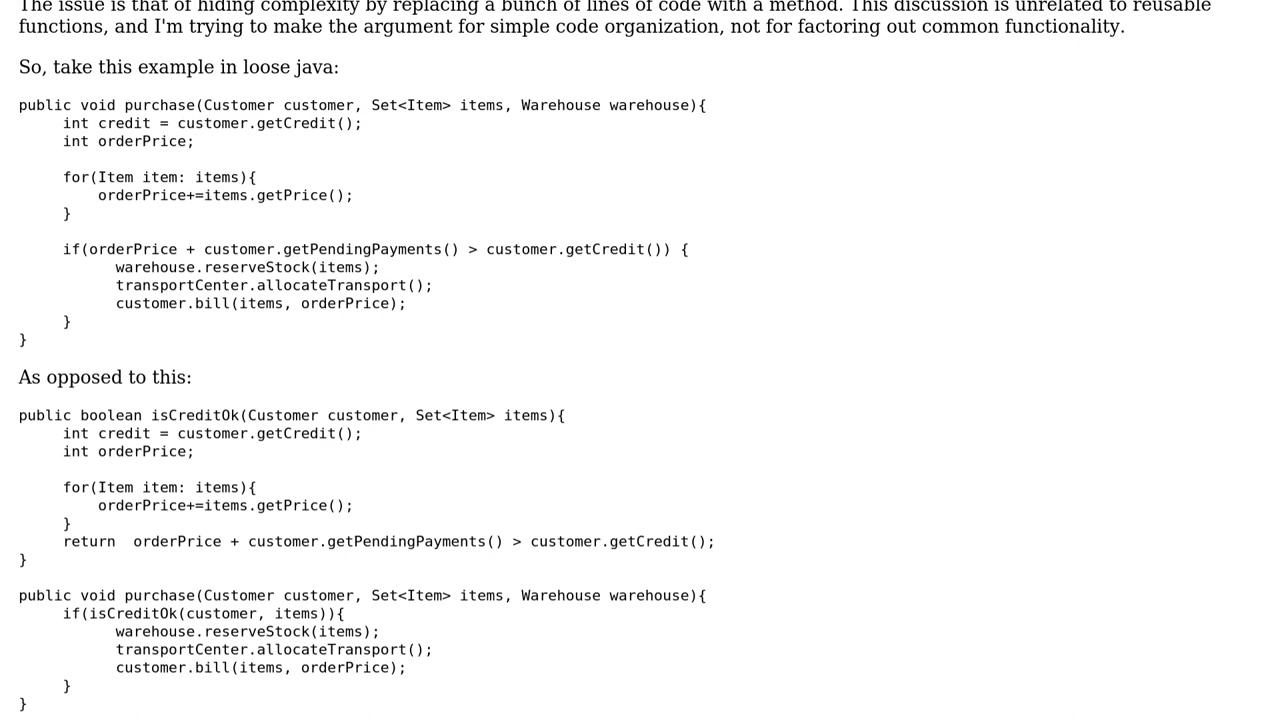 The issue is that of hiding complexity by replacing a bunch of lines of code with a method. This discussion is unrelated to reusable
functions, and I'm trying to make the argument for simple code organization, not for factoring out common functionality.
So, take this example in loose java:
public void purchase(Customer customer, Set<Item> items, Warehouse warehouse){
     int credit = customer.getCredit();
     int orderPrice;
     for(Item item: items){
         orderPrice+=items.getPrice();
     }
     if(orderPrice + customer.getPendingPayments() > customer.getCredit()) {
           warehouse.reserveStock(items);
           transportCenter.allocateTransport();
           customer.bill(items, orderPrice);
     }
}
As opposed to this:
public boolean isCreditOk(Customer customer, Set<Item> items){
     int credit = customer.getCredit();
     int orderPrice;
     for(Item item: items){
         orderPrice+=items.getPrice();
     }
     return  orderPrice + customer.getPendingPayments() > customer.getCredit();
}
public void purchase(Customer customer, Set<Item> items, Warehouse warehouse){
     if(isCreditOk(customer, items)){
           warehouse.reserveStock(items);
           transportCenter.allocateTransport();
           customer.bill(items, orderPrice);
     }
}